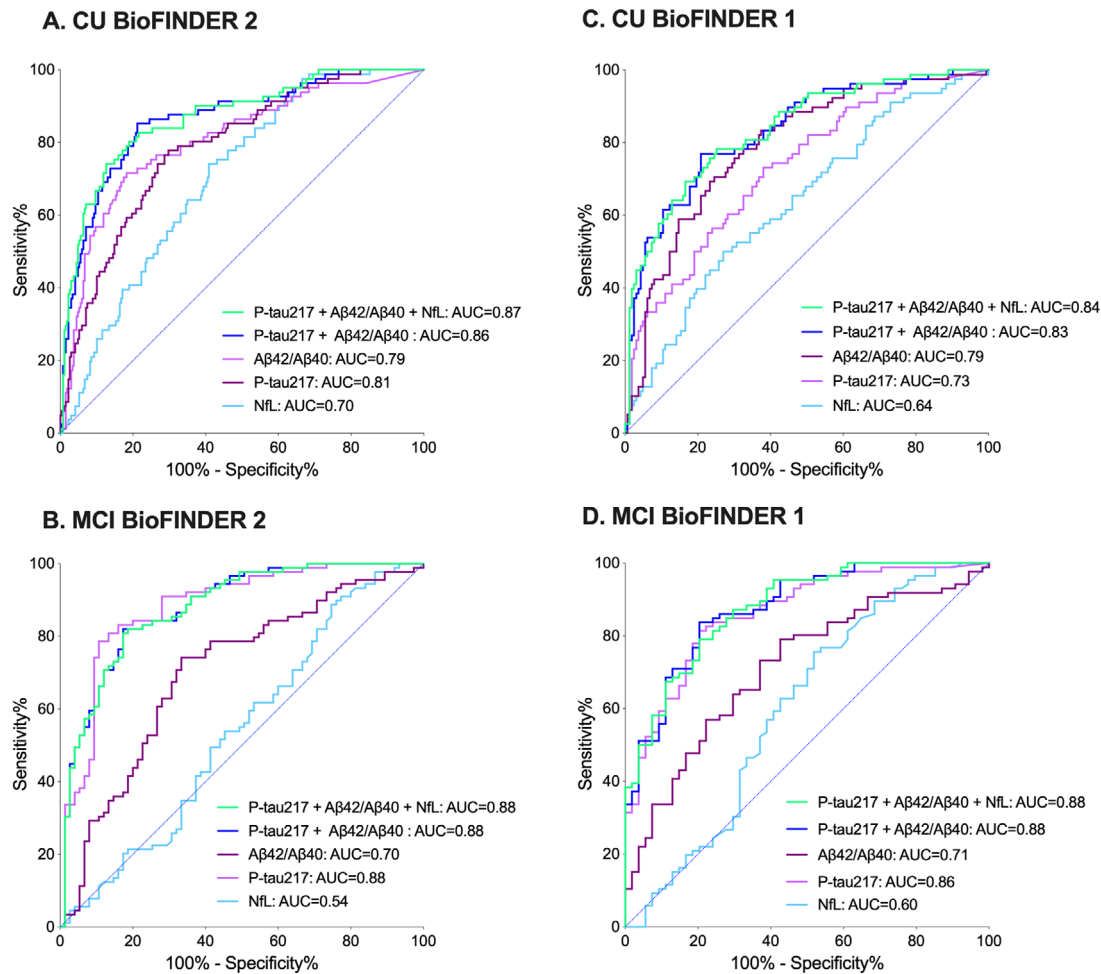 A. CU BioFINDER 2
100
80
60
40
20
0
Sensitivity%
P-tau217 + Aβ42/Aβ40 + NfL: AUC=0.87
P-tau217 + Aβ42/Aβ40 : AUC=0.86
Aβ42/Aβ40: AUC=0.79
P-tau217: AUC=0.81
NfL: AUC=0.70
0 20 40 60 80 100
100% - Specificity%
C. CU BioFINDER 1
100
80
60
40
20
0
Sensitivity%
P-tau217 + Aβ42/Aβ40 + NfL: AUC=0.84
P-tau217 + Aβ42/Aβ40 : AUC=0.83
Aβ42/Aβ40: AUC=0.79
P-tau217: AUC=0.73
NfL: AUC=0.64
0 20 40 60 80 100
100% - Specificity%
B. MCI BioFINDER 2
100
80
60
40
20
0
Sensitivity%
P-tau217 + Aβ42/Aβ40 + NfL: AUC=0.88
P-tau217 + Aβ42/Aβ40 : AUC=0.88
Aβ42/Aβ40: AUC=0.70
P-tau217: AUC=0.88
NfL: AUC=0.54
0 20 40 60 80 100
100% - Specificity%
D. MCI BioFINDER 1
100
80
60
40
20
0
Sensitivity%
P-tau217 + Aβ42/Aβ40 + NfL: AUC=0.88
P-tau217 + Aβ42/Aβ40: AUC=0.88
Aβ42/Aβ40: AUC=0.71
P-tau217: AUC=0.86
NfL: AUC=0.60
0 20 40 60 80 100
100% - Specificity%